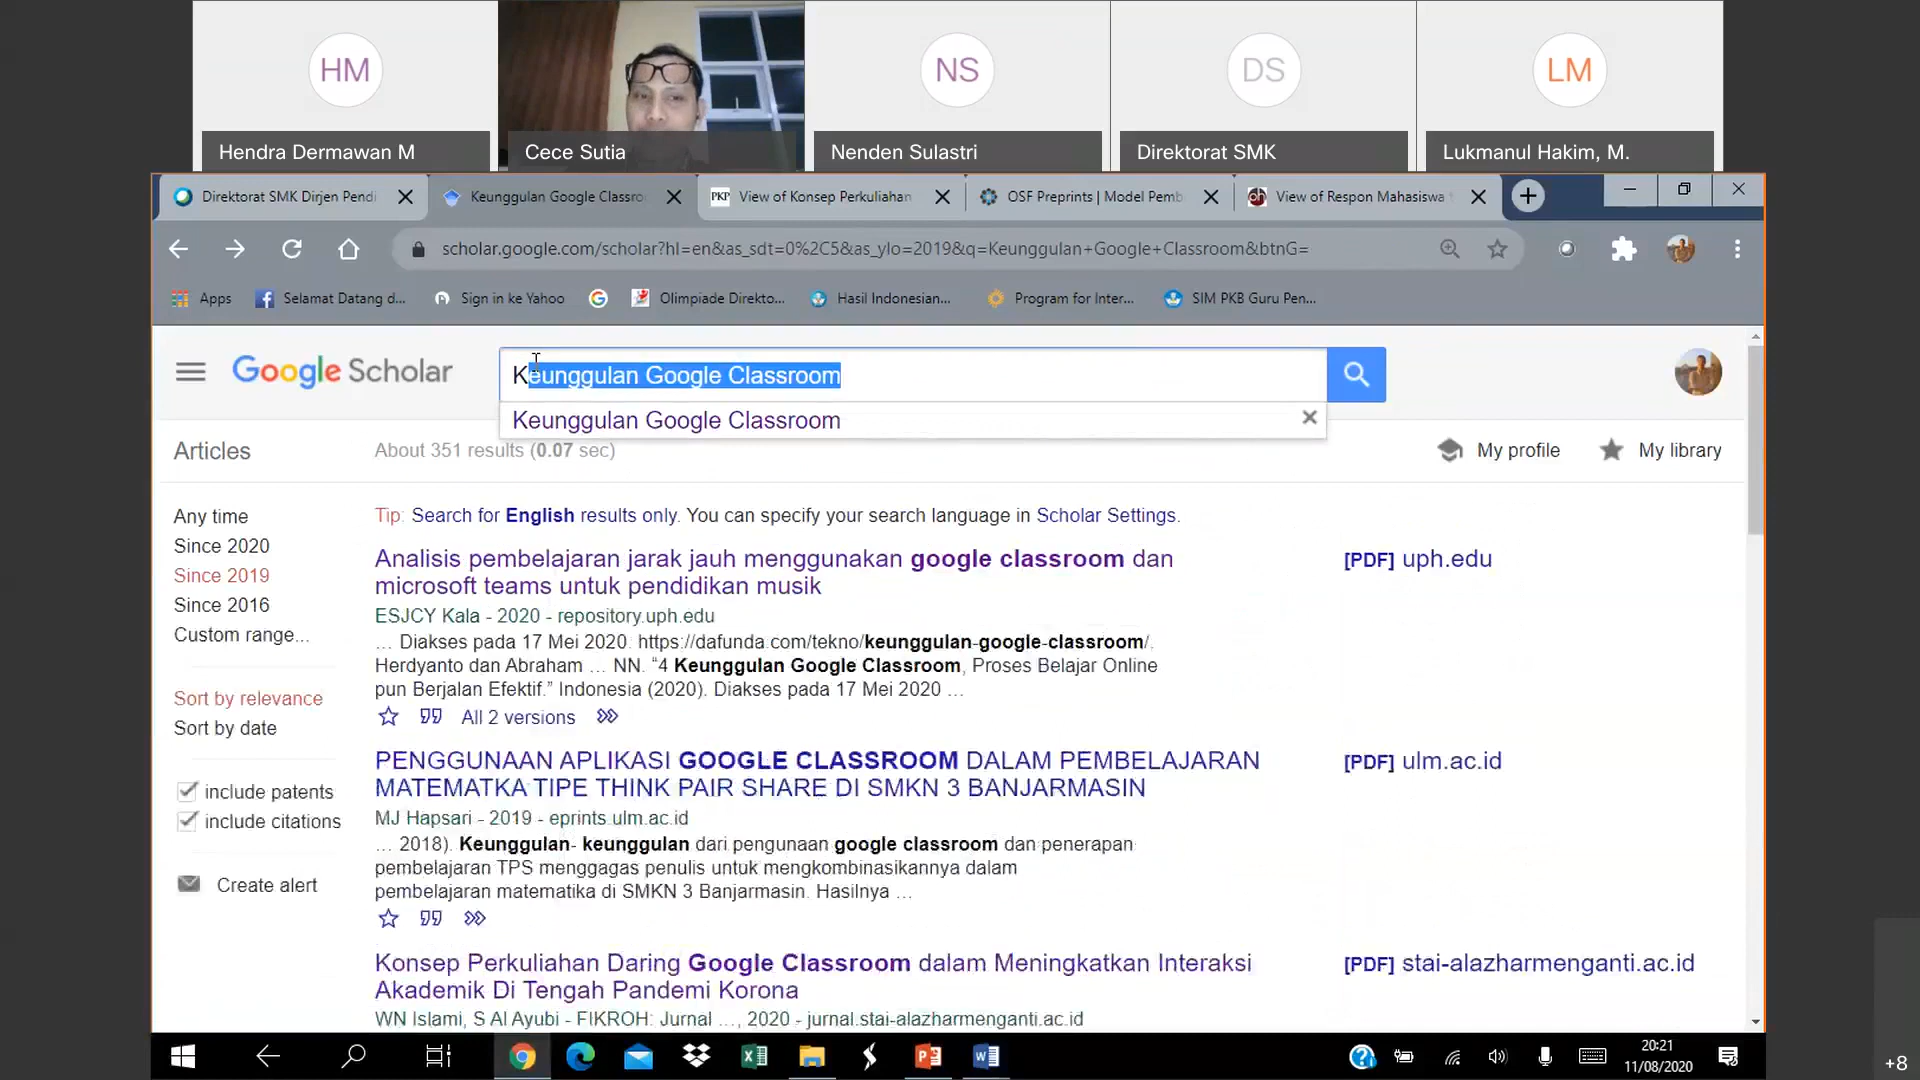 HM
NS
DS
LM
Hendra Dermawan M
Cece Sutia
Nenden Sulastri
Direktorat SMK
Lukmanul Hakim, M.
Direktorat SMK Dirjen Pendi
Keunggulan Google Classro
PKP View of Konsep Perkuliahan
OSF Preprints | Model Pemb
View of Respon Mahasiswa
scholar.google.com/scholar?hl=en&as_sdt=0%2C5&as_ylo=2019&q=Keunggulan+Google+Classroom&btnG=
Apps
Selamat Datang d...
Sign in ke Yahoo
Olimpiade Direkto...
Hasil Indonesian...
Program for Inter...
SIM PKB Guru Pen...
Google Scholar
Keunggulan Google Classroom
Keunggulan Google Classroom
Articles
About 351 results (0.07 sec)
My profile
My library
Any time
Since 2020
Since 2019
Since 2016
Custom range...
Sort by relevance
Sort by date
include patents
include citations
Create alert
Tip: Search for English results only. You can specify your search language in Scholar Settings.
Analisis pembelajaran jarak jauh menggunakan google classroom dan
microsoft teams untuk pendidikan musik
[PDF] uph.edu
ESJCY Kala - 2020 - repository.uph.edu
... Diakses pada 17 Mei 2020. https://dafunda.com/tekno/keunggulan-google-classroom/.
Herdyanto dan Abraham ... NN. “4 Keunggulan Google Classroom, Proses Belajar Online
pun Berjalan Efektif.” Indonesia (2020). Diakses pada 17 Mei 2020 ...
All 2 versions
PENGGUNAAN APLIKASI GOOGLE CLASSROOM DALAM PEMBELAJARAN
MATEMATKA TIPE THINK PAIR SHARE DI SMKN 3 BANJARMASIN
[PDF] ulm.ac.id
MJ Hapsari - 2019 - eprints.ulm.ac.id
... 2018). Keunggulan- keunggulan dari pengunaan google classroom dan penerapan
pembelajaran TPS menggagas penulis untuk mengkombinasikannya dalam
pembelajaran matematika di SMKN 3 Banjarmasin. Hasilnya ...
Konsep Perkuliahan Daring Google Classroom dalam Meningkatkan Interaksi
Akademik Di Tengah Pandemi Korona
[PDF] stai-alazharmenganti.ac.id
WN Islami, S Al Ayubi - FIKROH: Jurnal ..., 2020 - jurnal.stai-alazharmenganti.ac.id
20:21
11/08/2020
+8